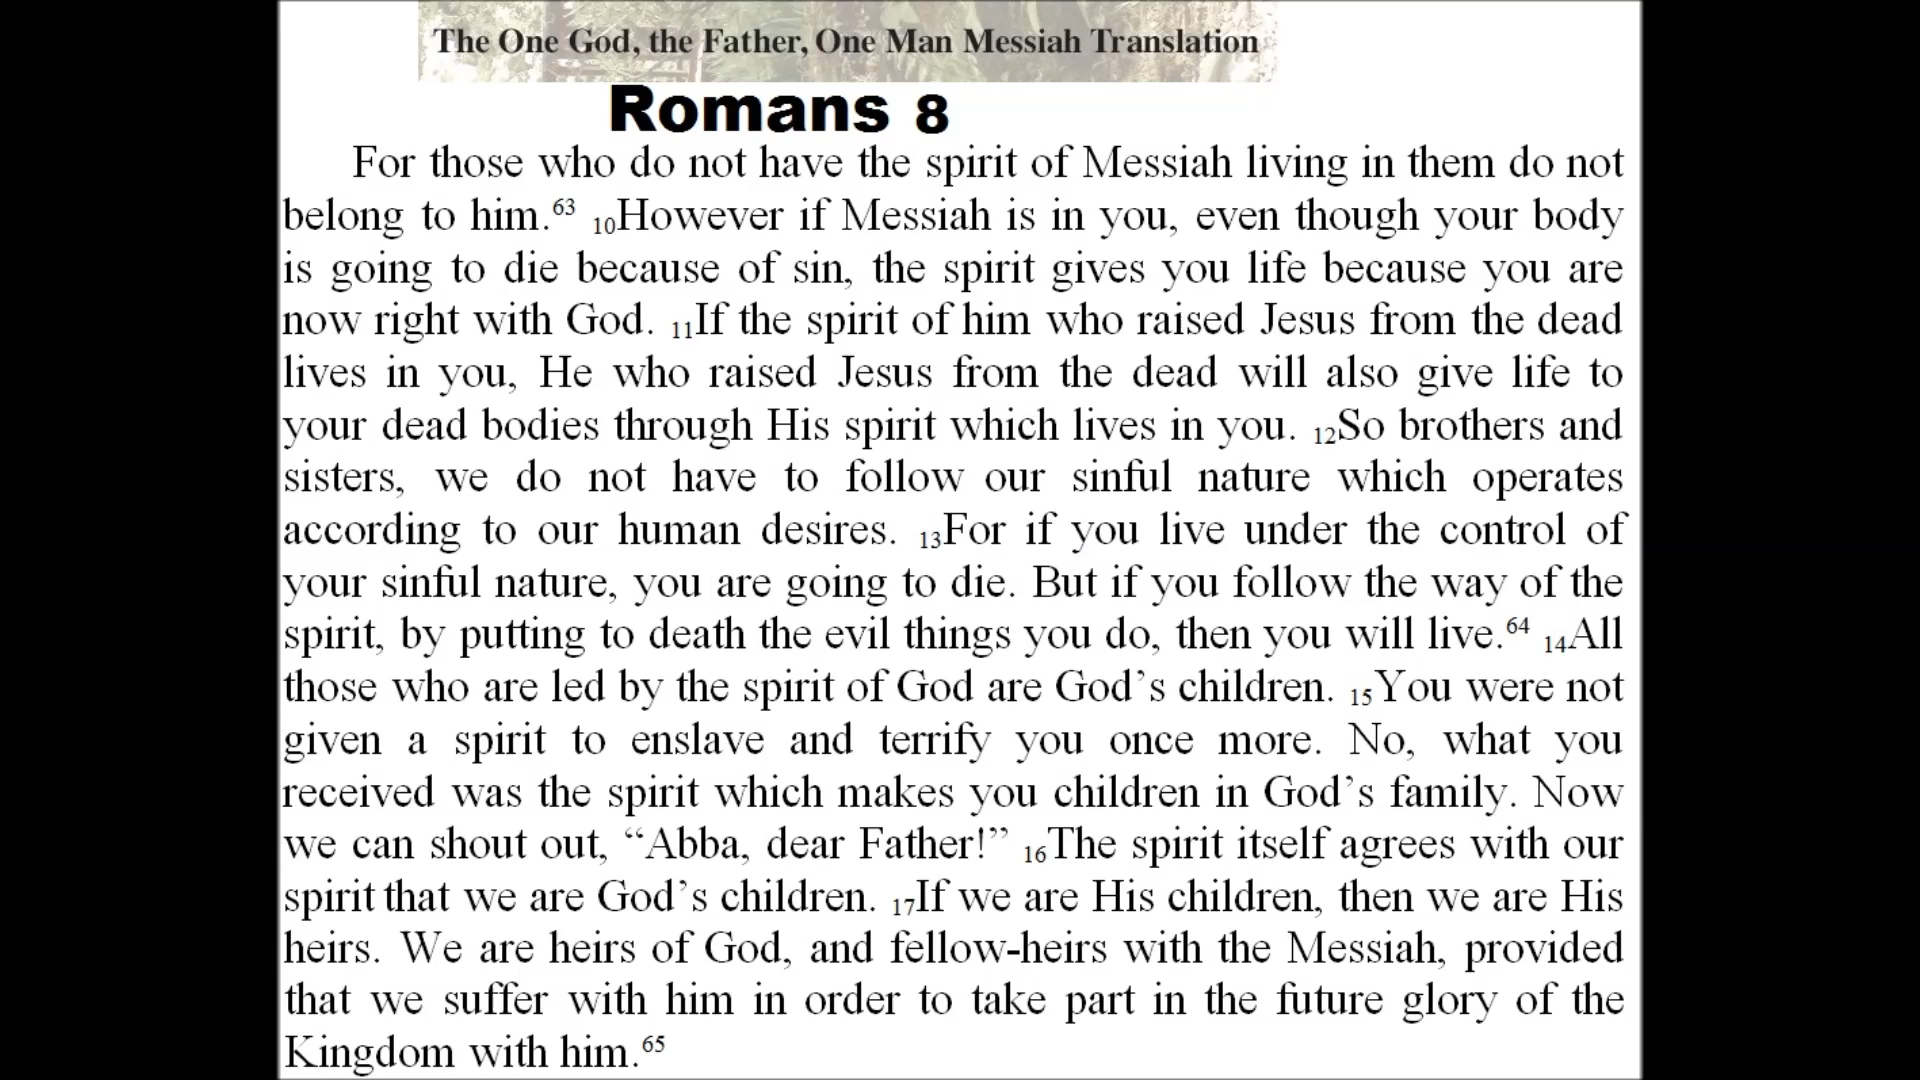 The One God, the Father, One Man Messiah Translation
Romans 8
For those who do not have the spirit of Messiah living in them do not
belong to him.63 10However if Messiah is in you, even though your body
is going to die because of sin, the spirit gives you life because you are
now right with God. 11If the spirit of him who raised Jesus from the dead
lives in you, He who raised Jesus from the dead will also give life to
your dead bodies through His spirit which lives in you. 12So brothers and
sisters, we do not have to follow our sinful nature which operates
according to our human desires. 13For if you live under the control of
your sinful nature, you are going to die. But if you follow the way of the
spirit, by putting to death the evil things you do, then you will live.64 14All
those who are led by the spirit of God are God’s children. 15You were not
given a spirit to enslave and terrify you once more. No, what you
received was the spirit which makes you children in God’s family. Now
we can shout out, “Abba, dear Father!” 16The spirit itself agrees with our
spirit that we are God’s children. 17If we are His children, then we are His
heirs. We are heirs of God, and fellow-heirs with the Messiah, provided
that we suffer with him in order to take part in the future glory of the
Kingdom with him.65